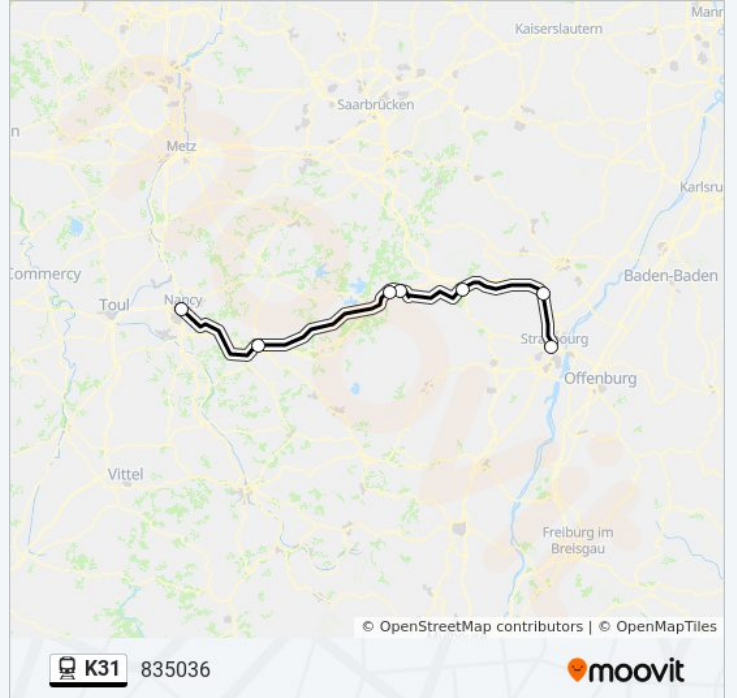 Mann
Kaiserslautern
Saarbrücken
n
Metz
Karlsru
Commercy
Baden-Baden
Nancy
Toul
Offenburg
Vittel
Freiburg im
Breisgau
© OpenStreetMap contributors | © OpenMapTiles
K31 835036 moovit